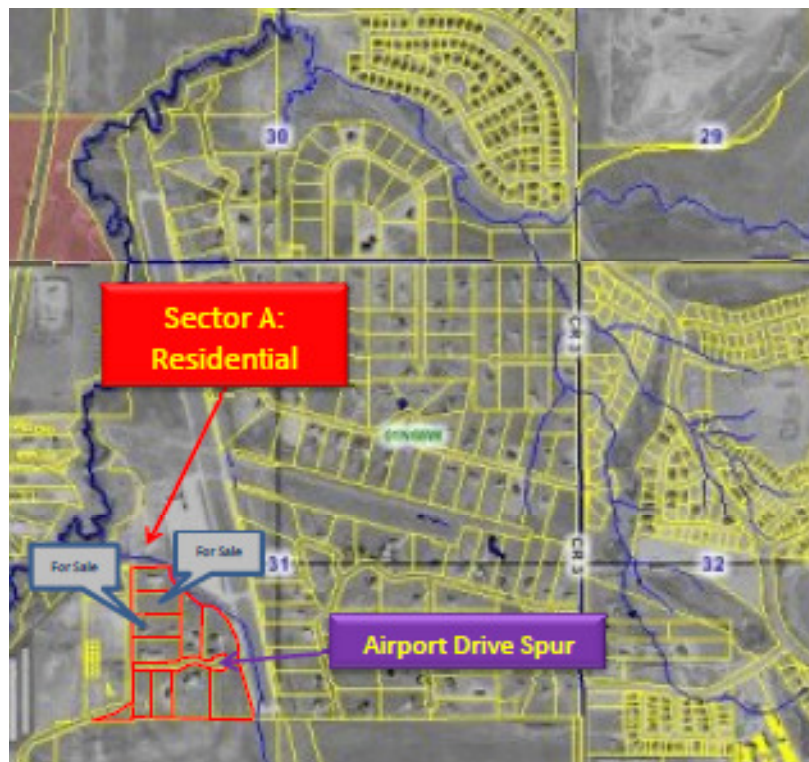 30
29
Sector A:
Residential
CR 3
For Sale
For Sale
31
CR 3
32
Airport Drive Spur